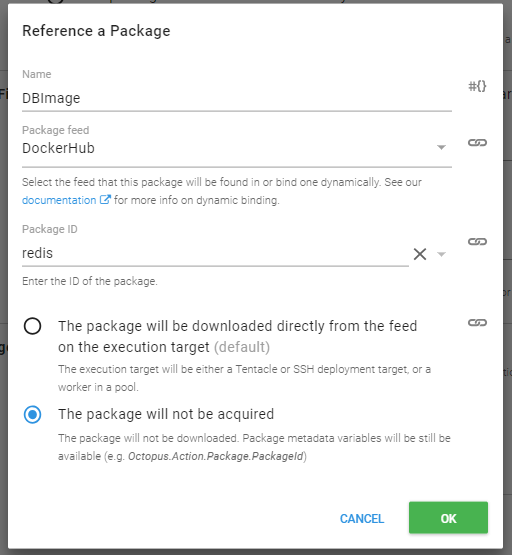 Reference a Package
Name
DBImage
#{}
Package feed
DockerHub
Select the feed that this package will be found in or bind one dynamically. See our
documentation for more info on dynamic binding.
Package ID
redis
Enter the ID of the package.
The package will be downloaded directly from the feed
on the execution target (default)
The execution target will be either a Tentacle or SSH deployment target, or a
worker in a pool.
The package will not be acquired
The package will not be downloaded. Package metadata variables will be still be
available (e.g. Octopus.Action.Package.PackageId)
CANCEL
OK